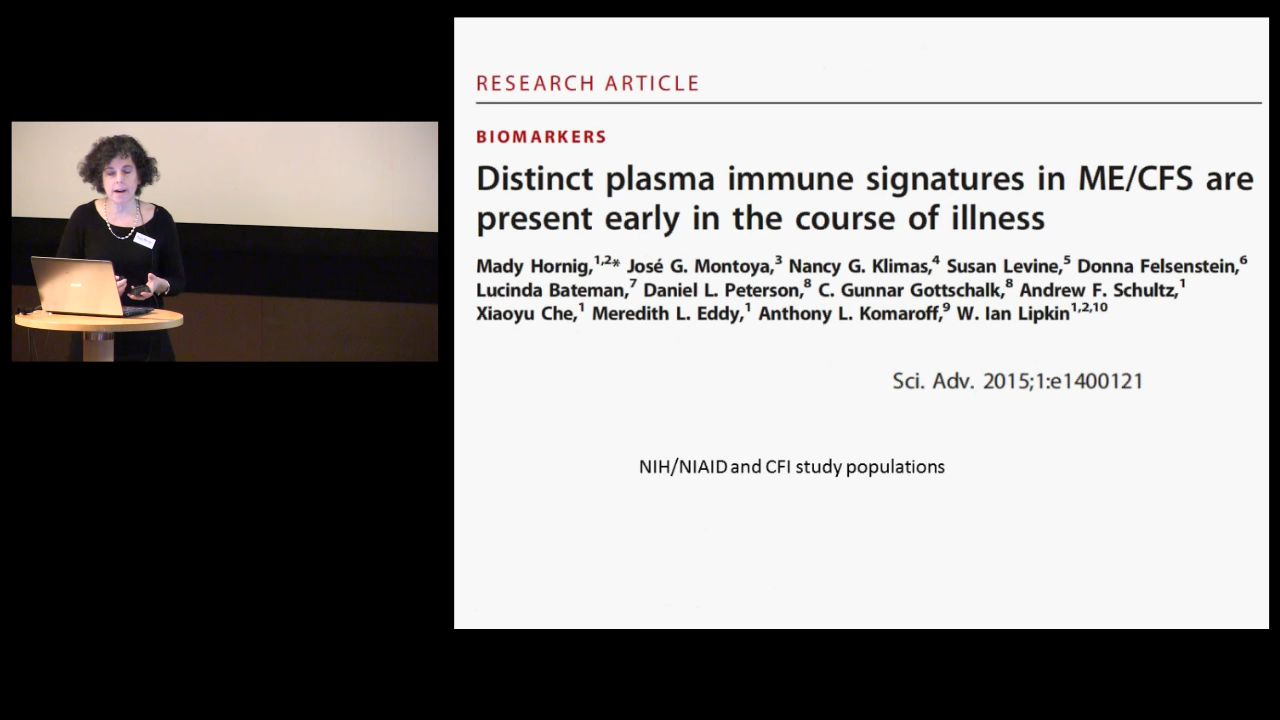 RESEARCH ARTICLE
BIOMARKERS
Distinct plasma immune signatures in ME/CFS are
present early in the course of illness
Mady Hornig,1,2* José G. Montoya,3 Nancy G. Klimas,4 Susan Levine,5 Donna Felsenstein,6
Lucinda Bateman,7 Daniel L. Peterson,8 C. Gunnar Gottschalk,8 Andrew F. Schultz,1
Xiaoyu Che,1 Meredith L. Eddy,1 Anthony L. Komaroff,9 W. Ian Lipkin1,2,10
Sci. Adv. 2015;1:e1400121
NIH/NIAID and CFI study populations